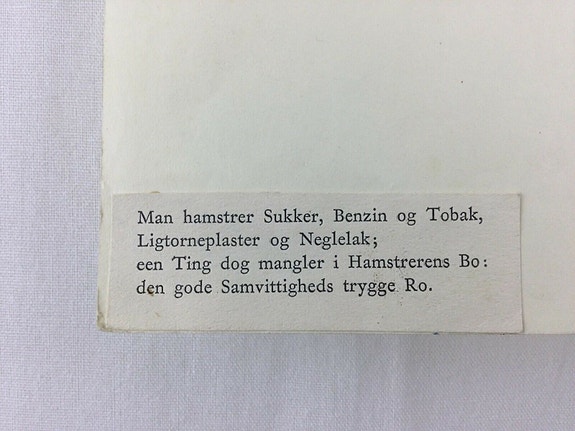 Man hamstrer Sukker, Benzin og Tobak,
Ligtorneplaster og Neglelak;
een Ting dog mangler i Hamstrerens Bo:
den gode Samvittigheds trygge Ro.